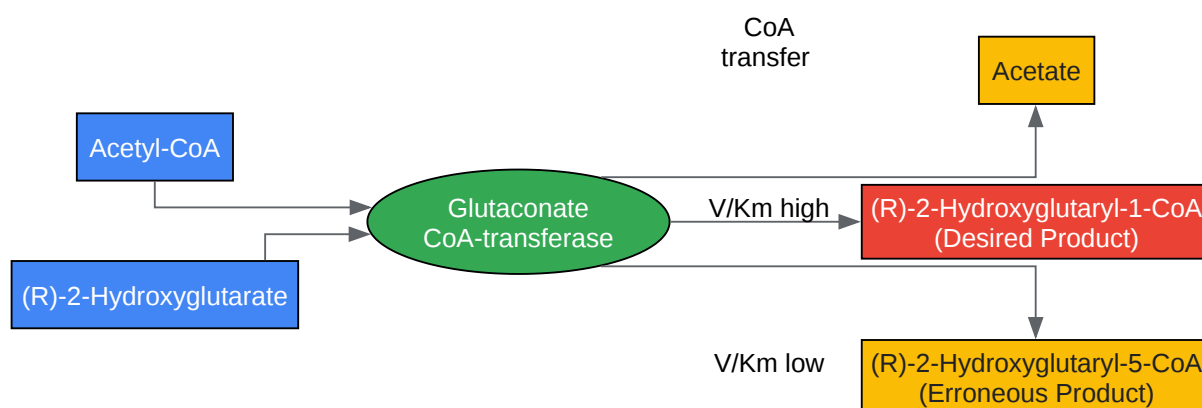 CoA
transfer
Acetate
Acetyl-CoA
Glutaconate
CoA-transferase
V/Km high
(R)-2-Hydroxyglutaryl-1-CoA
(Desired Product)
(R)-2-Hydroxyglutarate
V/Km low
(R)-2-Hydroxyglutaryl-5-CoA
(Erroneous Product)